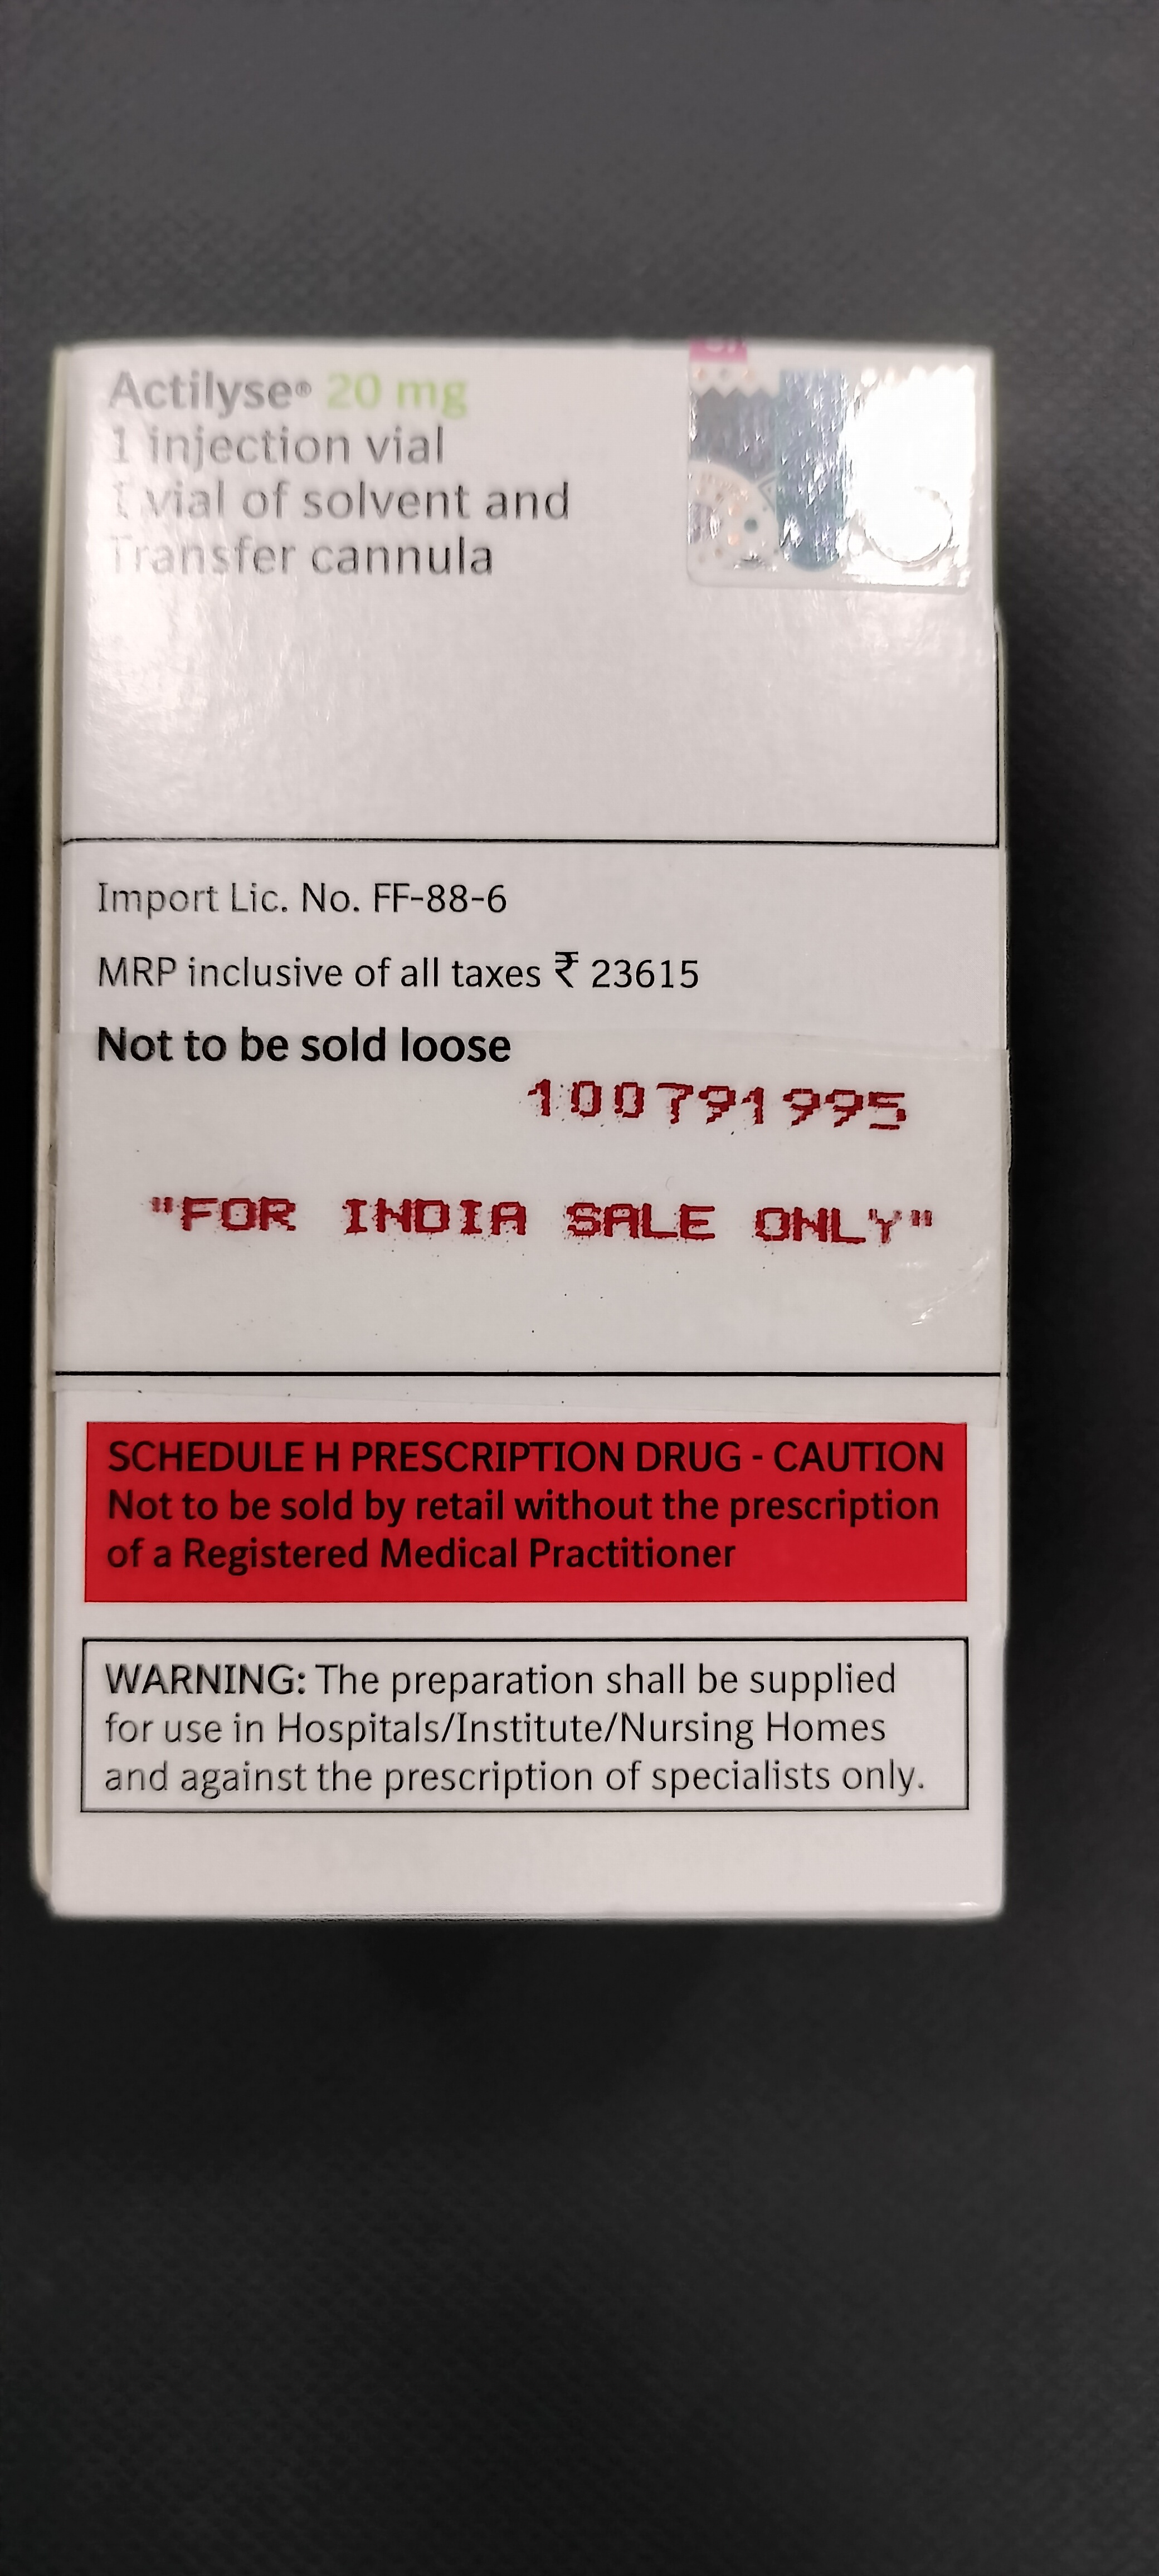 Actilyse® 20 mg
1 injection vial
1 vial of solvent and
Transfer cannula
Import Lic. No. FF-88-6
MRP inclusive of all taxes ₹ 23615
Not to be sold loose
100791995
"FOR INDIA SALE ONLY"
SCHEDULE H PRESCRIPTION DRUG - CAUTION
Not to be sold by retail without the prescription
of a Registered Medical Practitioner
WARNING: The preparation shall be supplied
for use in Hospitals/Institute/Nursing Homes
and against the prescription of specialists only.